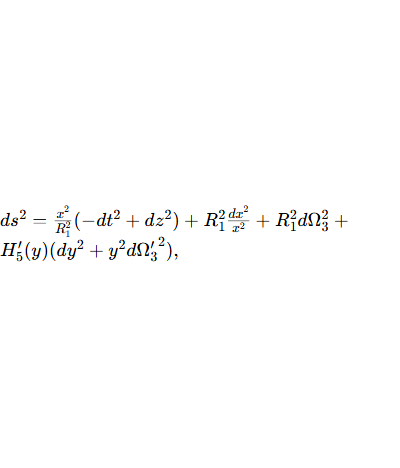 $ds^2 = \frac{x^2}{R_1^2}(-dt^2 + dz^2) + R_1^2 \frac{dx^2}{x^2} + R_1^2 d\Omega_3^2 +$
$H_5'(y)(dy^2 + y^2 d{\Omega_3'}^2),$